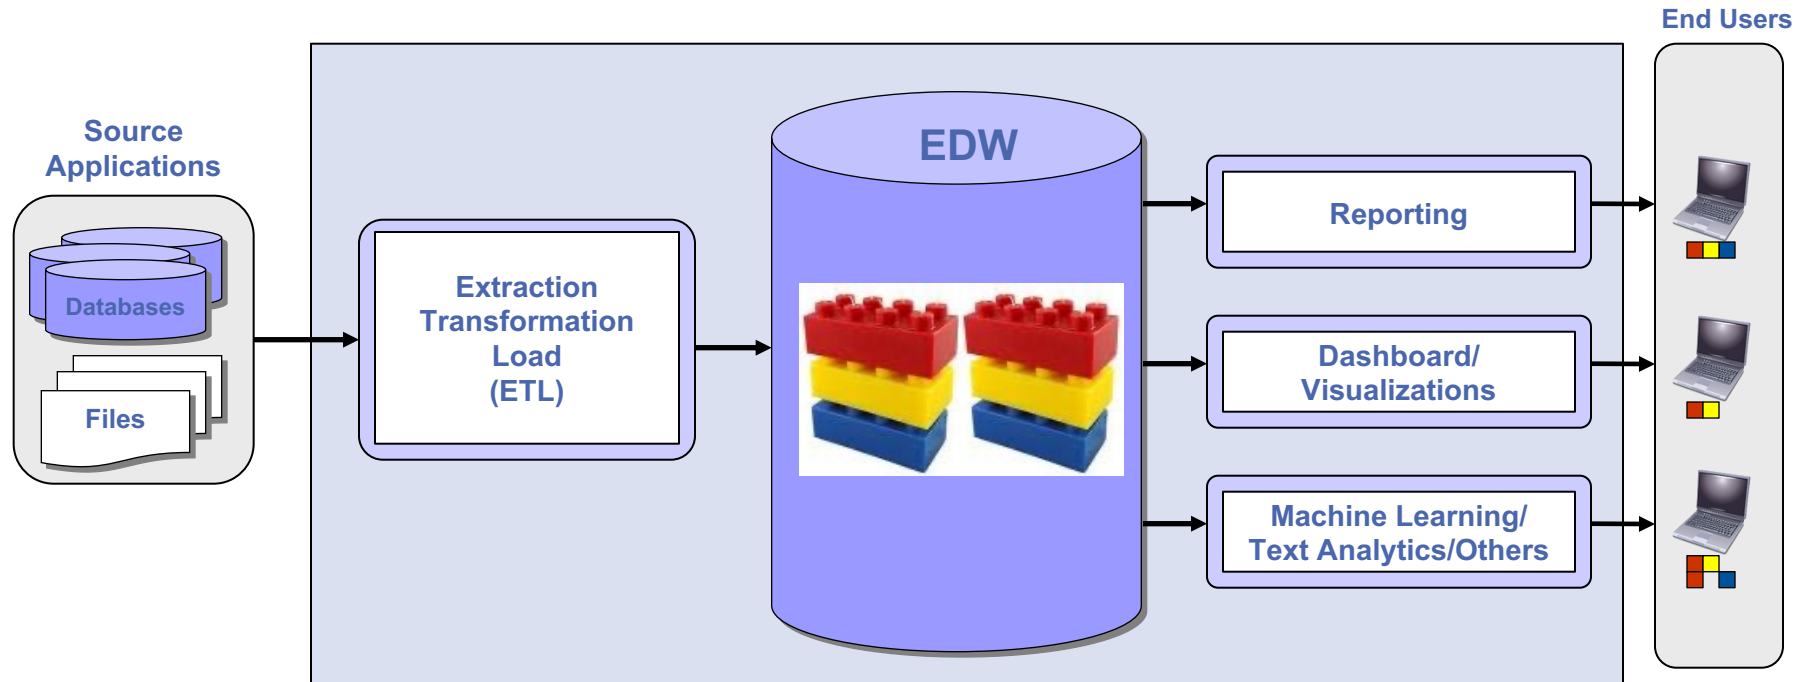 End Users
Source
Applications
Databases
Files
Extraction
Transformation
Load
(ETL)
EDW
Reporting
Dashboard/
Visualizations
Machine Learning/
Text Analytics/Others